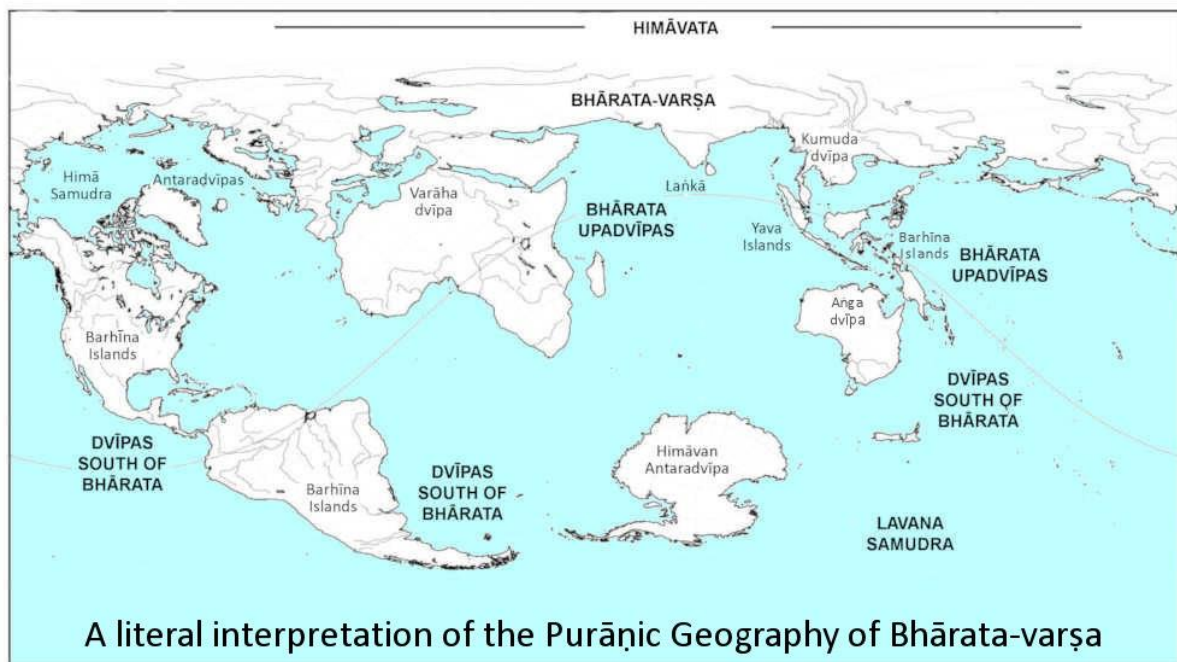 HIMĀVATA
BHĀRATA-VARṢA
Kumuda
dvīpa
Himā
Samudra
Antaradvīpas
Varāha
dvīpa
Laṅkā
BHĀRATA
UPADVĪPAS
Yava
Islands
Barhīna
Islands
BHĀRATA
UPADVĪPAS
Aṅga
dvīpa
Barhīna
Islands
DVĪPAS
SOUTH OF
BHĀRATA
DVĪPAS
SOUTH OF
BHĀRATA
Himāvan
Antaradvīpa
DVĪPAS
SOUTH OF
BHĀRATA
Barhīna
Islands
LAVANA
SAMUDRA
A literal interpretation of the Purāṇic Geography of Bhārata-varṣa